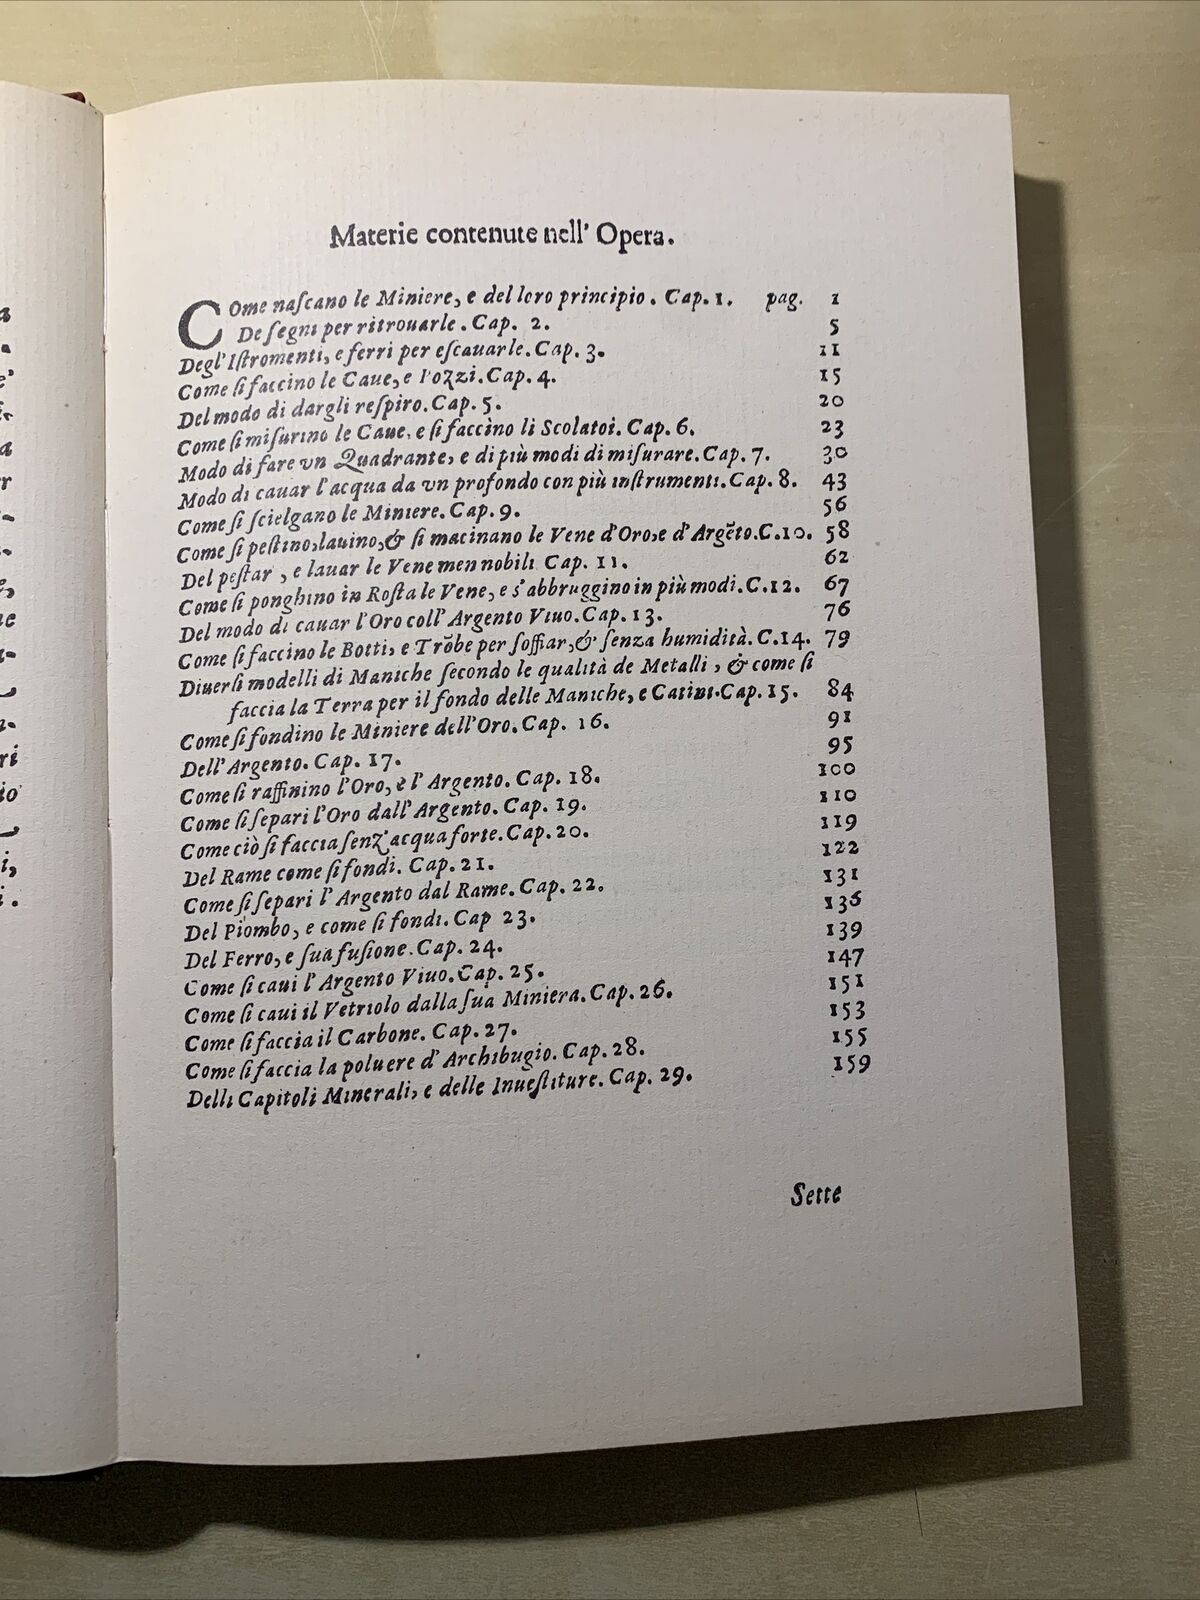 Materie contenute nell' Opera.
COme naſcano le Miniere, e del loro principio. Cap. 1. pag. 1
De ſegni per ritrouarle. Cap. 2. 5
Degl'Iſtromenti, e ferri per eſcauarle. Cap. 3. 11
Come ſi faccino le Caue, e Pozzi. Cap. 4. 15
Del modo di dargli reſpiro. Cap. 5. 20
Come ſi miſurino le Caue, e ſi faccino li Scolatoi. Cap. 6. 23
Modo di fare vn Quadrante, e di più modi di miſurare. Cap. 7. 30
Modo di cauar l'acqua da vn profondo con più inſtrumenti. Cap. 8. 43
Come ſi ſcielgano le Miniere. Cap. 9. 56
Come ſi peſtino, lauino, & ſi macinano le Vene d'Oro, e d'Argẽto. C. 10. 58
Del peſtar, e lauar le Vene men nobili Cap. 11. 62
Come ſi ponghino in Roſta le Vene, e s'abbruggino in più modi. C. 12. 67
Del modo di cauar l'Oro coll' Argento Viuo. Cap. 13. 76
Come ſi faccino le Botti, e Trõbe per ſoffiar, & ſenza humidità. C. 14. 79
Diuerſi modelli di Maniche ſecondo le qualità de Metalli, & come ſi
faccia la Terra per il fondo delle Maniche, e Catini. Cap. 15. 84
Come ſi fondino le Miniere dell'Oro. Cap. 16. 91
Dell'Argento. Cap. 17. 95
Come ſi raffinino l'Oro, e l'Argento. Cap. 18. 100
Come ſi ſepari l'Oro dall'Argento. Cap. 19. 110
Come ciò ſi faccia ſenz'acqua forte. Cap. 20. 119
Del Rame come ſi fondi. Cap. 21. 122
Come ſi ſepari l'Argento dal Rame. Cap. 22. 131
Del Piombo, e come ſi fondi. Cap 23. 136
Del Ferro, e ſua fuſione. Cap. 24. 139
Come ſi caui l'Argento Viuo. Cap. 25. 147
Come ſi caui il Vetriolo dalla ſua Miniera. Cap. 26. 151
Come ſi faccia il Carbone. Cap. 27. 153
Come ſi faccia la poluere d'Archibugio. Cap. 28. 155
Delli Capitoli Minerali, e delle Inueſtiture. Cap. 29. 159
Sette